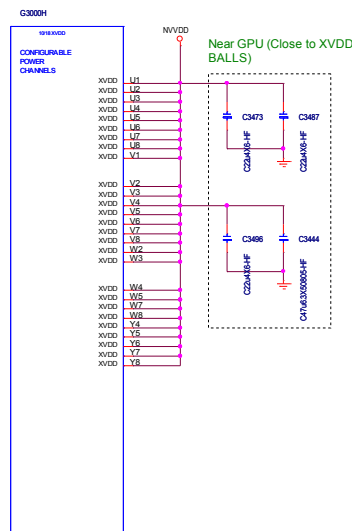 G3000H
10/18 XVDD
NVVDD
CONFIGURABLE
POWER
CHANNELS
Near GPU (Close to XVDD
BALLS)
XVDD U1
XVDD U2
XVDD U3
XVDD U4
XVDD U5
XVDD U6
XVDD U7
XVDD U8
XVDD V1
XVDD V2
XVDD V3
XVDD V4
XVDD V5
XVDD V6
XVDD V7
XVDD V8
XVDD W2
XVDD W3
XVDD W4
XVDD W5
XVDD W7
XVDD W8
XVDD Y4
XVDD Y5
XVDD Y6
XVDD Y7
XVDD Y8
C3473
C22u4X6-HF
C3487
C22u4X6-HF
C3496
C22u4X6-HF
C3444
C47u63X50805-HF